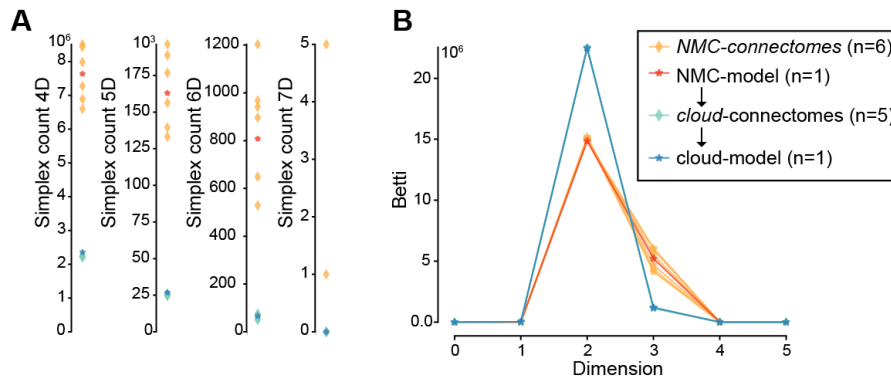 A
Simplex count 4D
10⁶
8
7
6
5
4
3
2
1
0
Simplex count 5D
10³
175
150
125
100
75
50
25
0
Simplex count 6D
1200
1000
800
600
400
200
0
Simplex count 7D
5
4
3
2
1
0
B
10⁶
20
15
10
5
0.0
Betti
0 1 2 3 4 5
Dimension
NMC-connectomes (n=6)
NMC-model (n=1)
cloud-connectomes (n=5)
cloud-model (n=1)